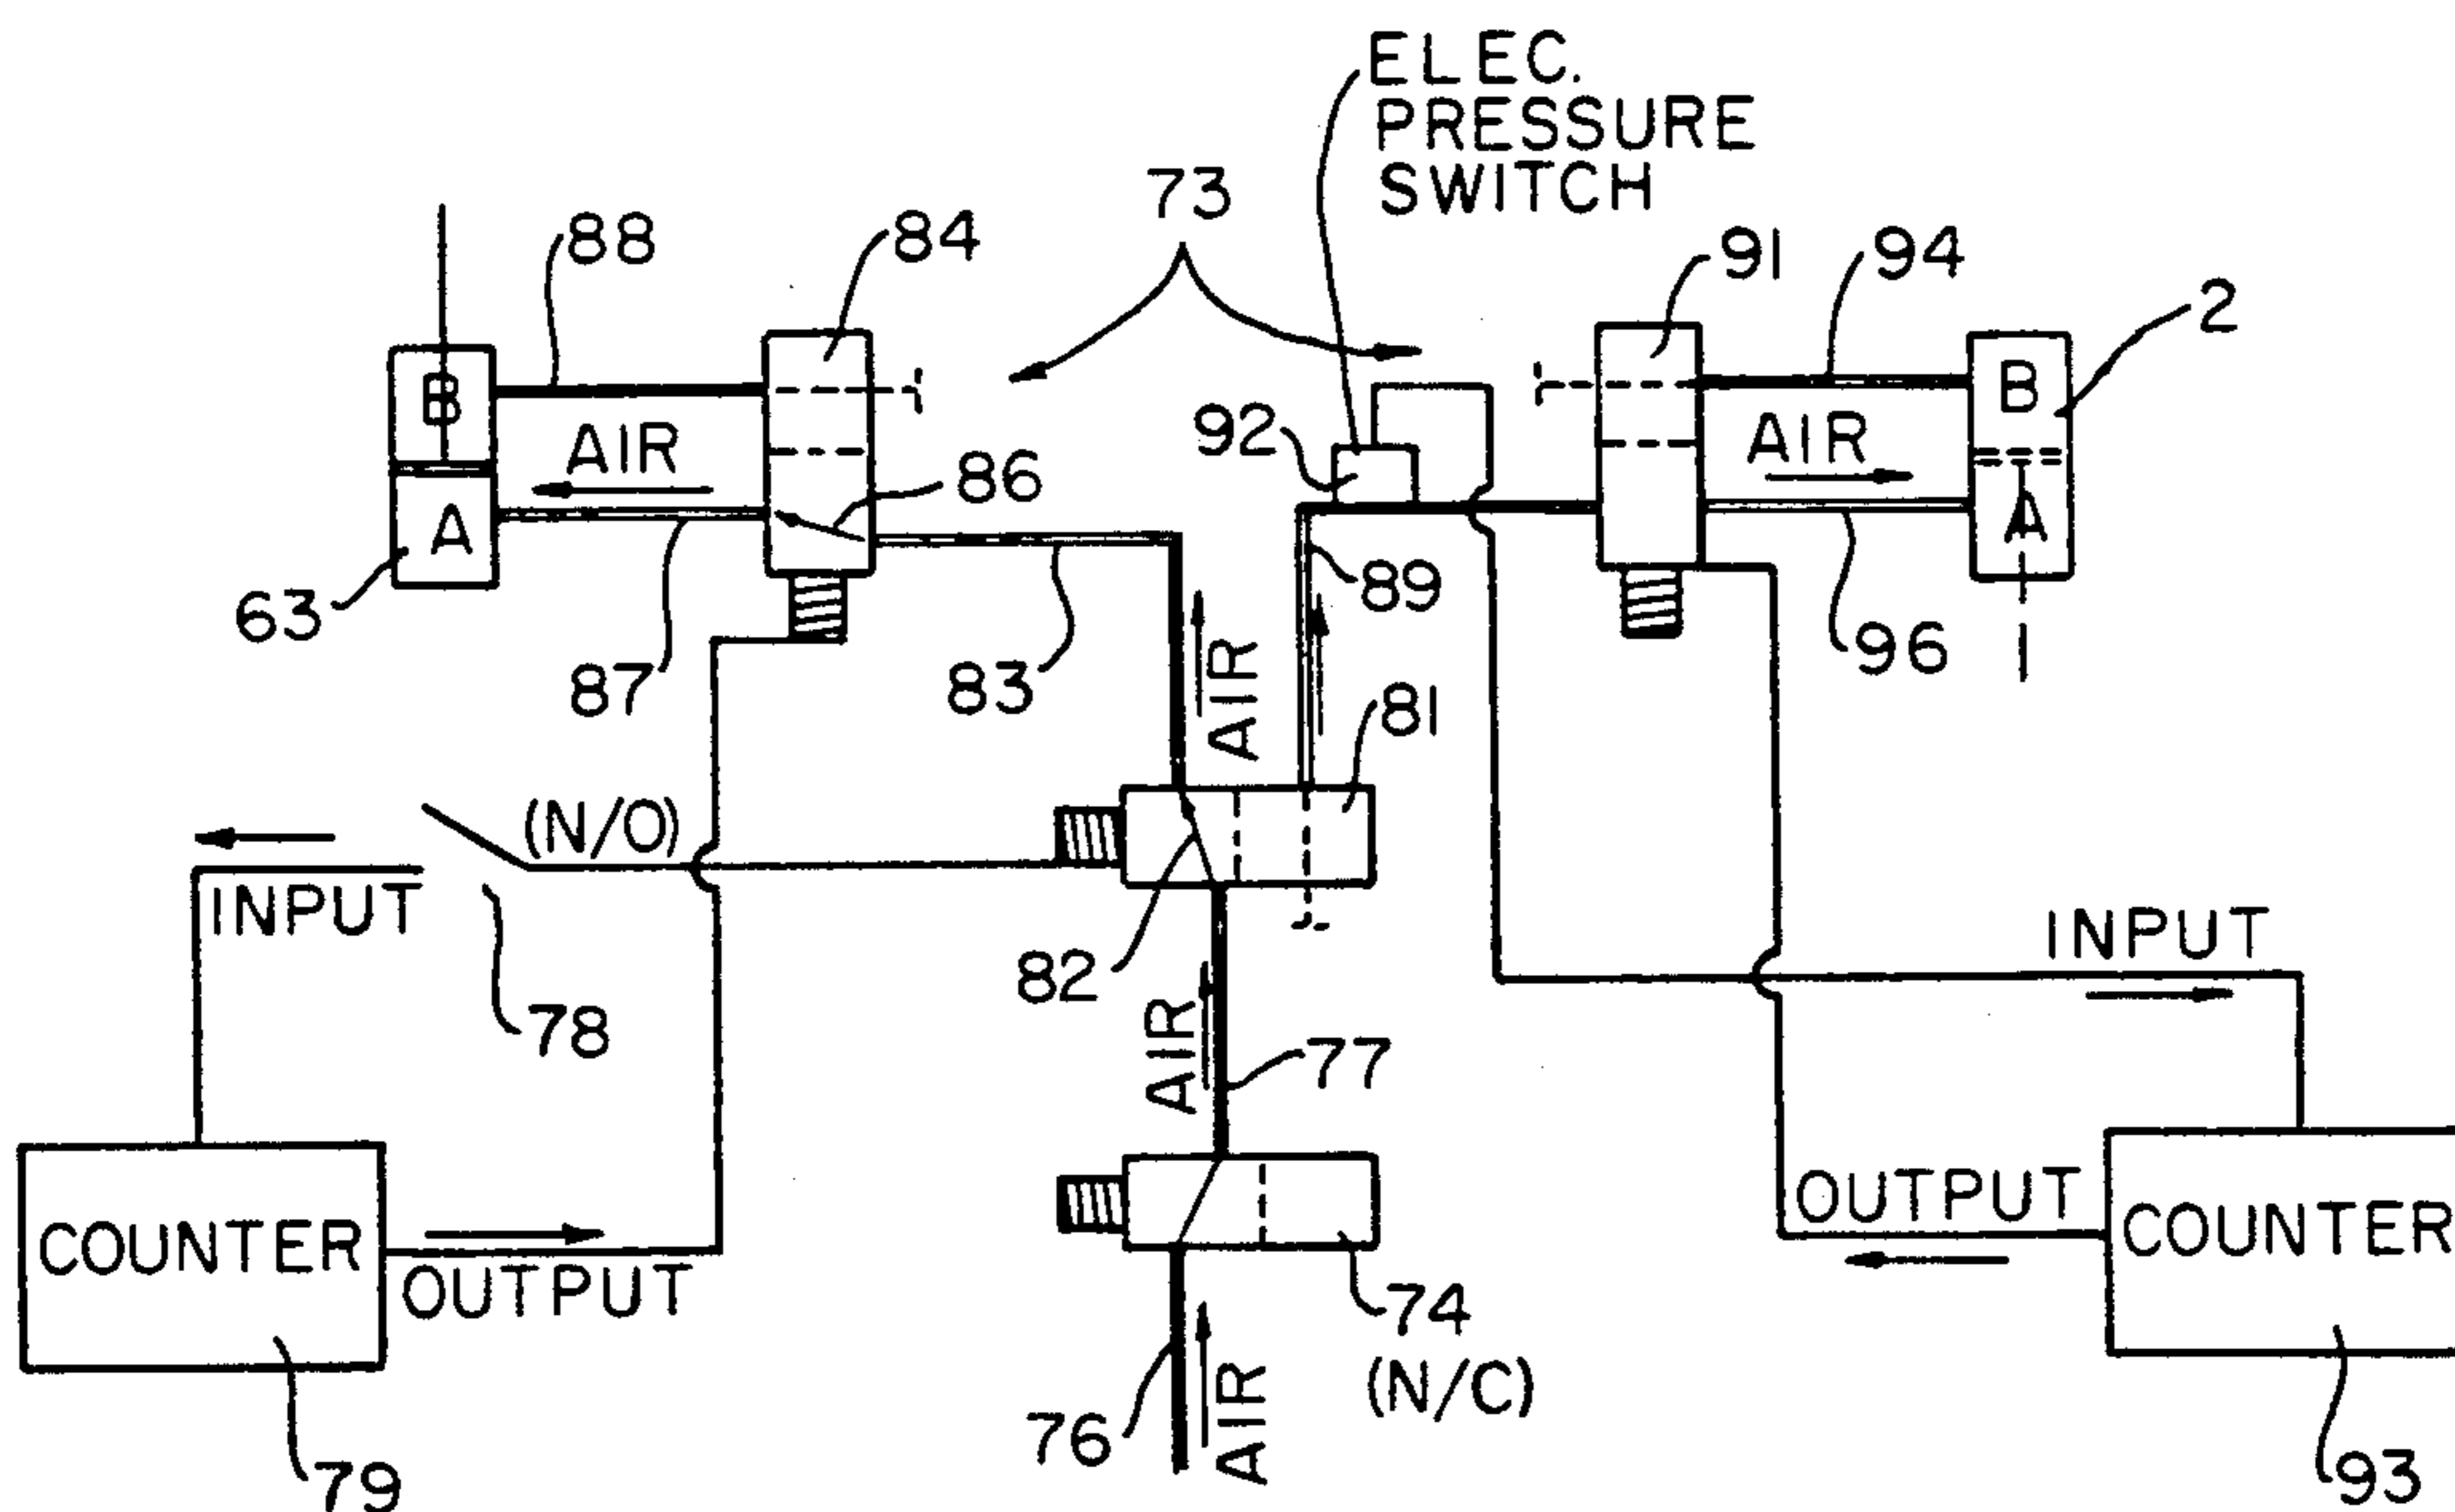 ELEC.
PRESSURE
SWITCH
73
88
84
91
94
2
B
AIR
86
92
AIR
B
A
A
63
87
83
89
96
AIR
81
(N/O)
INPUT
82
78
AIR
77
INPUT
COUNTER
OUTPUT
OUTPUT
COUNTER
74
(N/C)
76
AIR
79
93